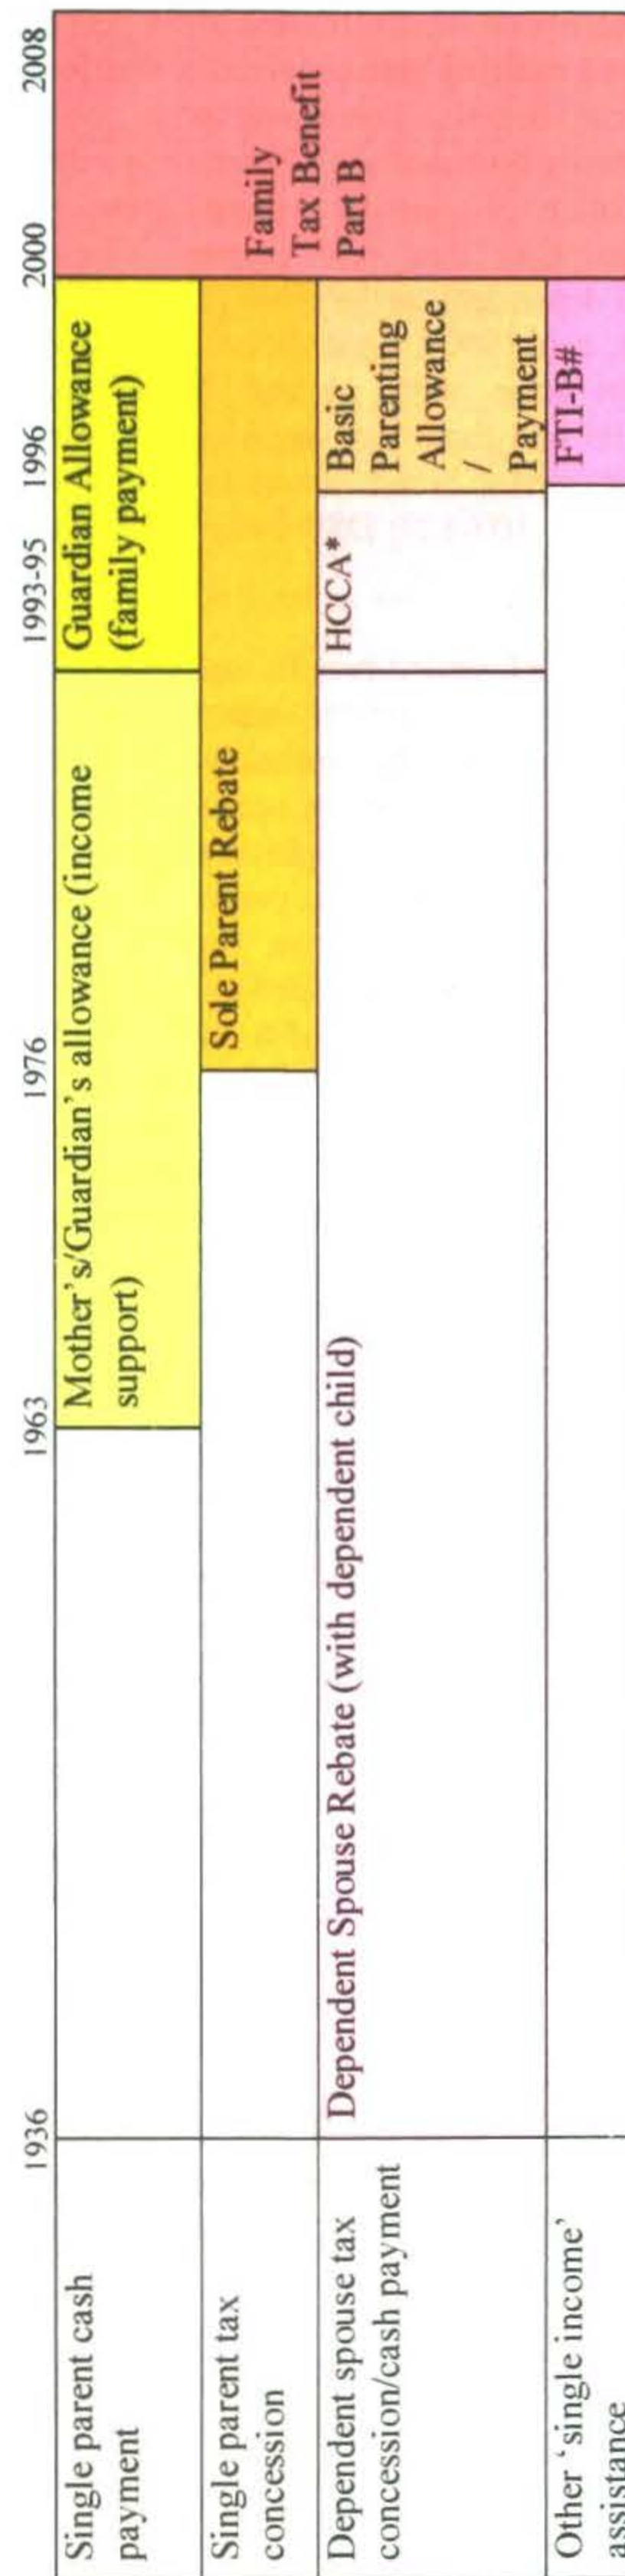 1936
1963
1976
1993-95
1996
2000
2008
Single parent cash
payment
Mother's/Guardian's allowance (income
support)
Guardian Allowance
(family payment)
Family
Tax Benefit
Part B
Single parent tax
concession
Sole Parent Rebate
Dependent spouse tax
concession/cash payment
Dependent Spouse Rebate (with dependent child)
HCCA*
Basic
Parenting
Allowance
/
Payment
Other 'single income'
assistance
FTI-B#